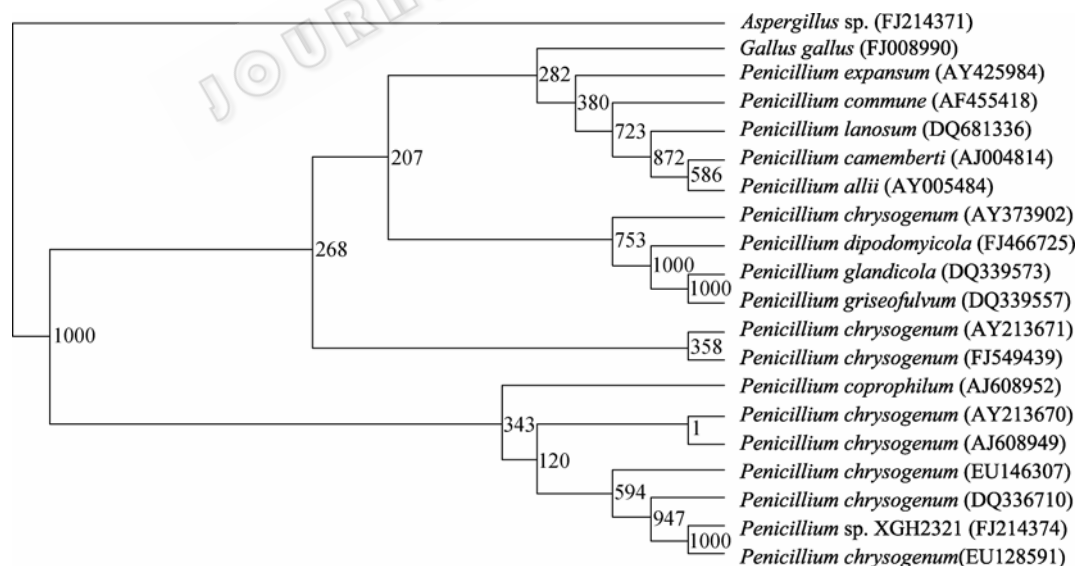 JOUR
Aspergillus sp. (FJ214371)
Gallus gallus (FJ008990)
282
Penicillium expansum (AY425984)
380
Penicillium commune (AF455418)
723
Penicillium lanosum (DQ681336)
207
872
Penicillium camemberti (AJ004814)
586
Penicillium allii (AY005484)
Penicillium chrysogenum (AY373902)
753
Penicillium dipodomyicola (FJ466725)
268
1000
Penicillium glandicola (DQ339573)
1000
Penicillium griseofulvum (DQ339557)
1000
Penicillium chrysogenum (AY213671)
358
Penicillium chrysogenum (FJ549439)
Penicillium coprophilum (AJ608952)
343
Penicillium chrysogenum (AY213670)
1
Penicillium chrysogenum (AJ608949)
120
Penicillium chrysogenum (EU146307)
594
Penicillium chrysogenum (DQ336710)
947
Penicillium sp. XGH2321 (FJ214374)
1000
Penicillium chrysogenum(EU128591)